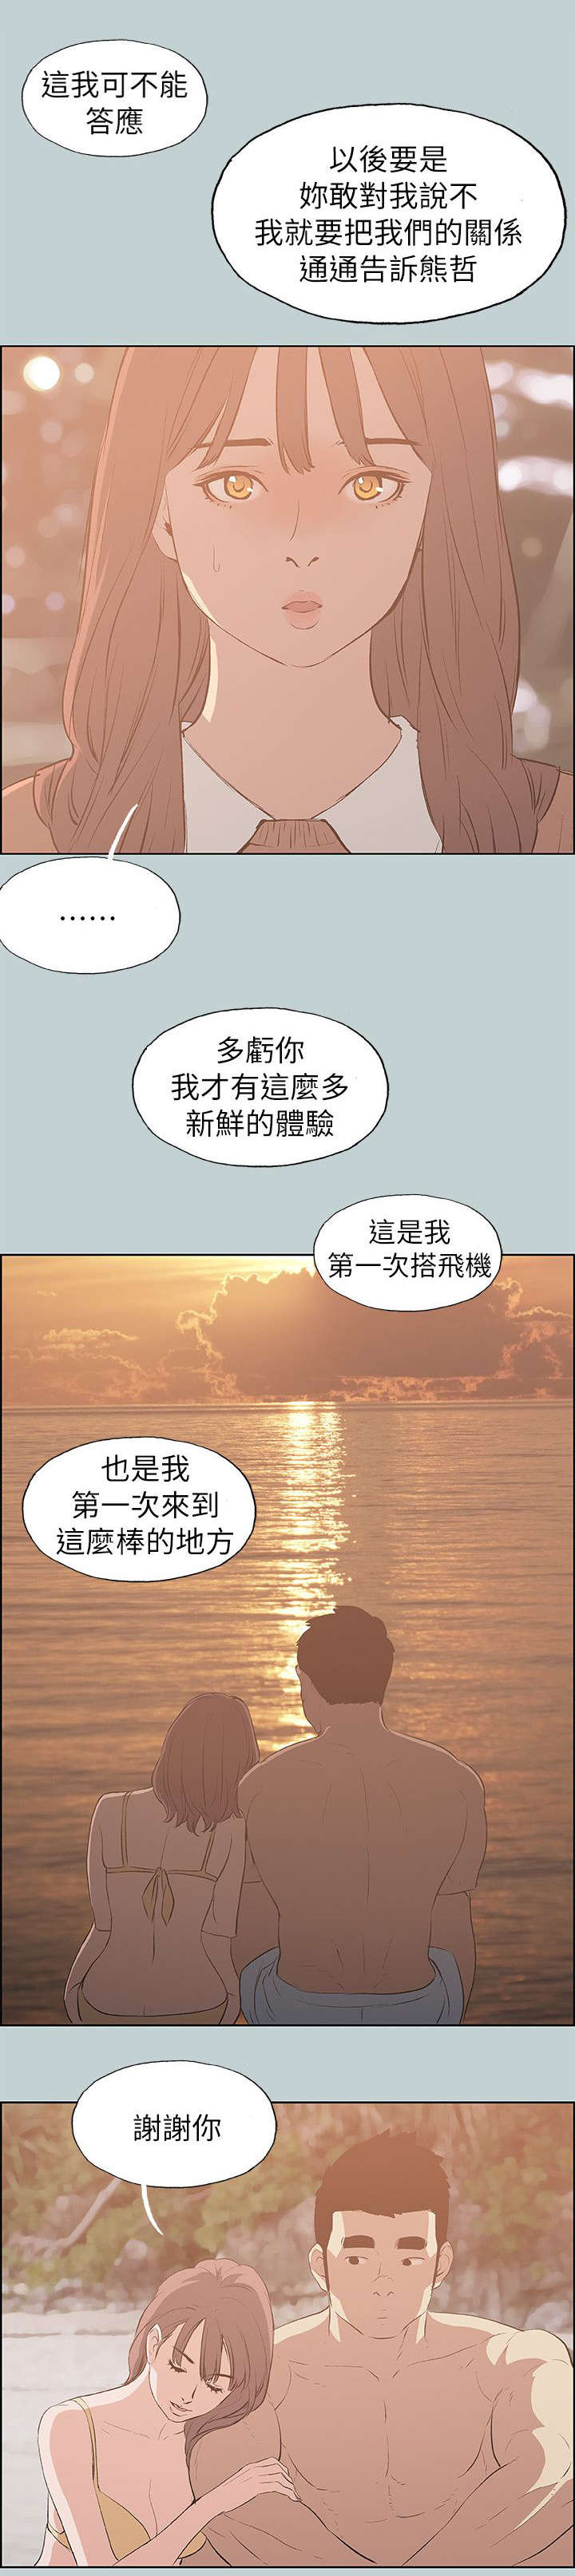 這我可不能
答應
以後要是
妳敢對我說不
我就要把我們的關係
通通告訴熊哲
……
多虧你
我才有這麼多
新鮮的體驗
這是我
第一次搭飛機
也是我
第一次來到
這麼棒的地方
謝謝你